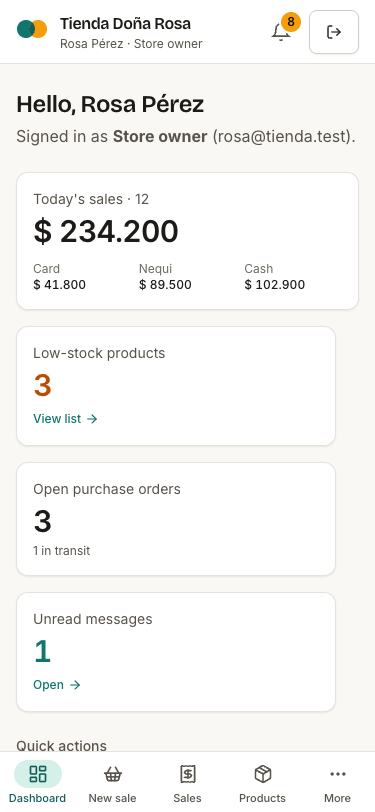 Tienda Doña Rosa
Rosa Pérez · Store owner
8
Hello, Rosa Pérez
Signed in as Store owner (rosa@tienda.test).
Today's sales · 12
$ 234.200
Card Nequi Cash
$ 41.800 $ 89.500 $ 102.900
Low-stock products
3
View list →
Open purchase orders
3
1 in transit
Unread messages
1
Open →
Quick actions
Dashboard New sale Sales Products More